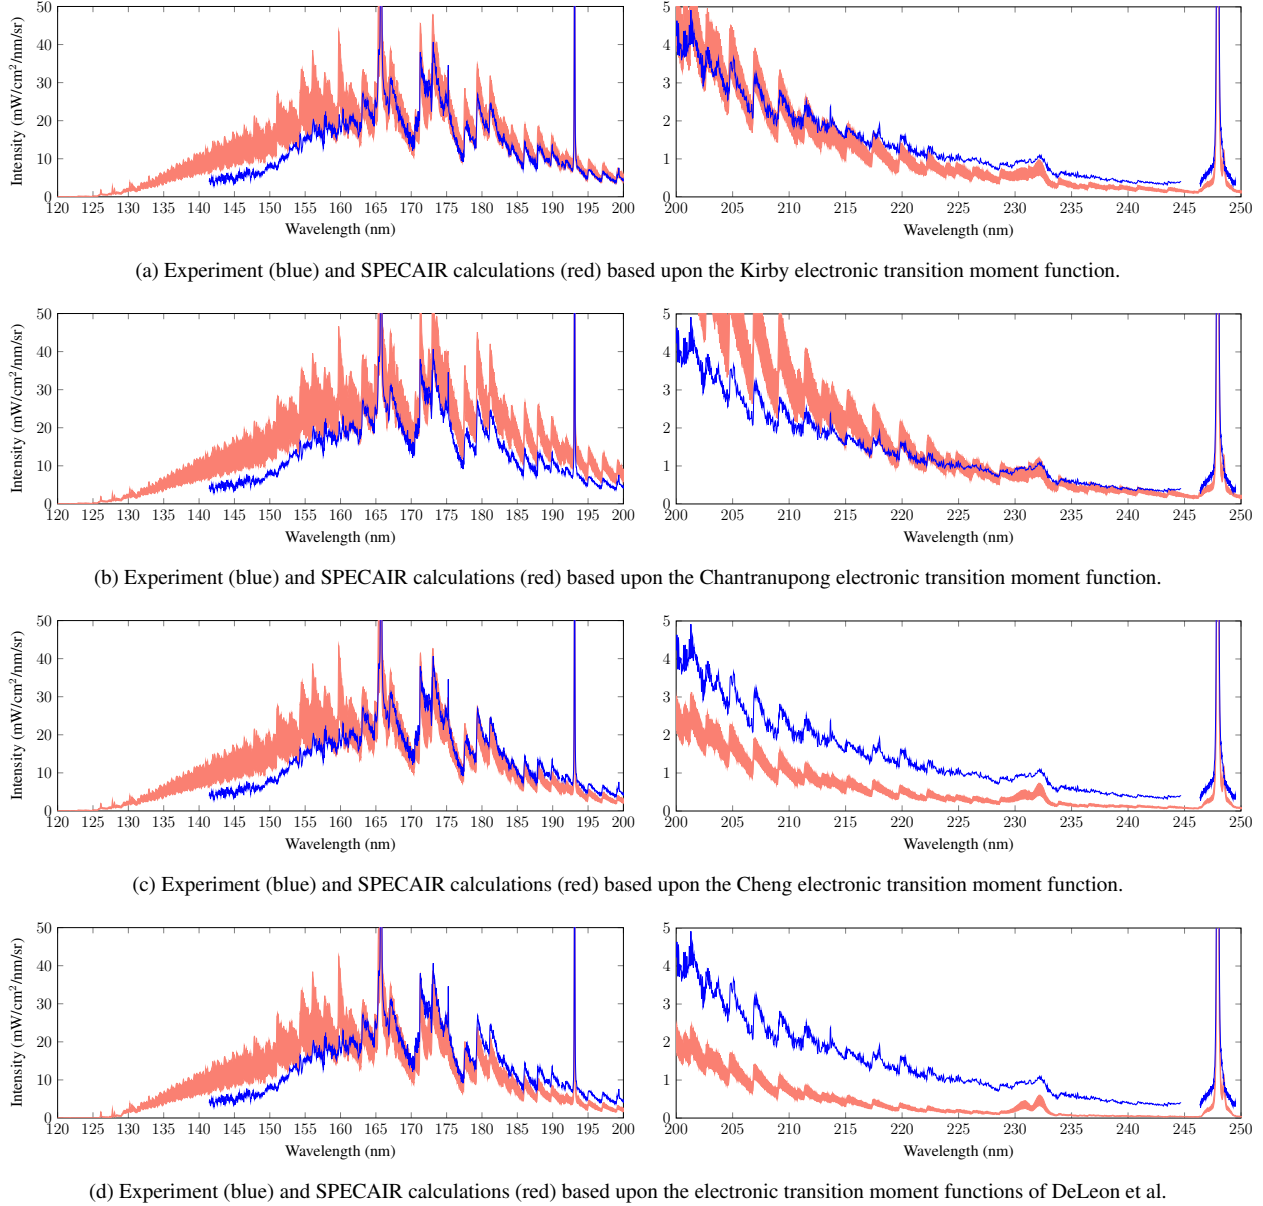 50
40
30
20
10
0
Intensity (mW/cm²/nm/sr)
120 125 130 135 140 145 150 155 160 165 170 175 180 185 190 195 200
Wavelength (nm)
5
4
3
2
1
0
200 205 210 215 220 225 230 235 240 245 250
Wavelength (nm)
(a) Experiment (blue) and SPECAIR calculations (red) based upon the Kirby electronic transition moment function.
50
40
30
20
10
0
Intensity (mW/cm²/nm/sr)
120 125 130 135 140 145 150 155 160 165 170 175 180 185 190 195 200
Wavelength (nm)
5
4
3
2
1
0
200 205 210 215 220 225 230 235 240 245 250
Wavelength (nm)
(b) Experiment (blue) and SPECAIR calculations (red) based upon the Chantranupong electronic transition moment function.
50
40
30
20
10
0
Intensity (mW/cm²/nm/sr)
120 125 130 135 140 145 150 155 160 165 170 175 180 185 190 195 200
Wavelength (nm)
5
4
3
2
1
0
200 205 210 215 220 225 230 235 240 245 250
Wavelength (nm)
(c) Experiment (blue) and SPECAIR calculations (red) based upon the Cheng electronic transition moment function.
50
40
30
20
10
0
Intensity (mW/cm²/nm/sr)
120 125 130 135 140 145 150 155 160 165 170 175 180 185 190 195 200
Wavelength (nm)
5
4
3
2
1
0
200 205 210 215 220 225 230 235 240 245 250
Wavelength (nm)
(d) Experiment (blue) and SPECAIR calculations (red) based upon the electronic transition moment functions of DeLeon et al.